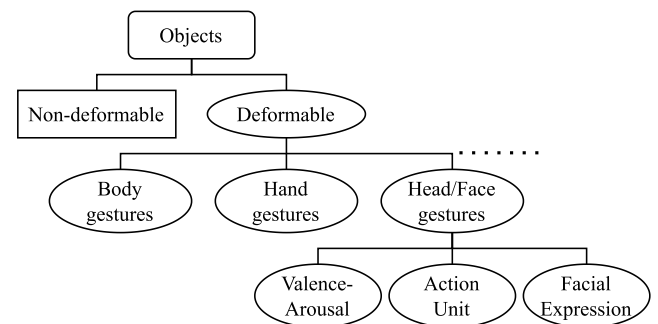 Objects
Non-deformable
Deformable
Body
gestures
Hand
gestures
Head/Face
gestures
Valence-
Arousal
Action
Unit
Facial
Expression